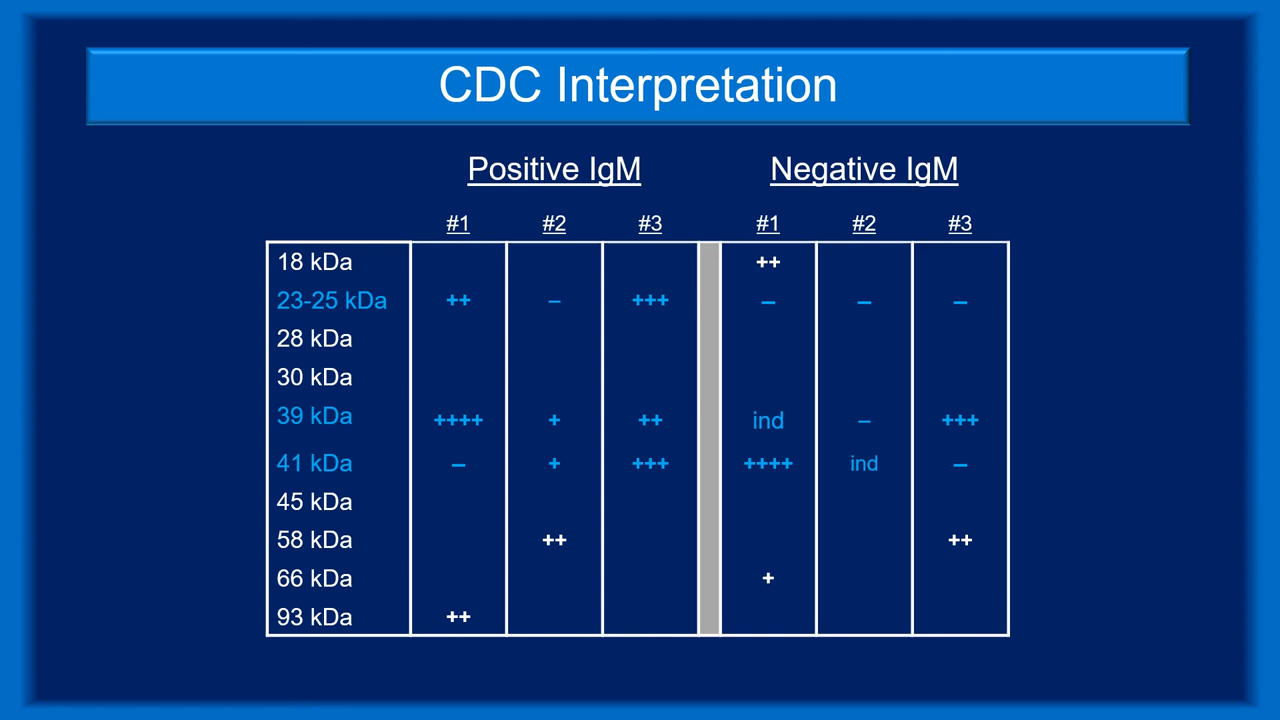 CDC Interpretation
Positive IgM Negative IgM
#1 #2 #3 #1 #2 #3
18 kDa ++
23-25 kDa ++ – +++ – – –
28 kDa
30 kDa
39 kDa ++++ + ++ ind – +++
41 kDa – + +++ ++++ ind –
45 kDa
58 kDa ++ ++
66 kDa +
93 kDa ++